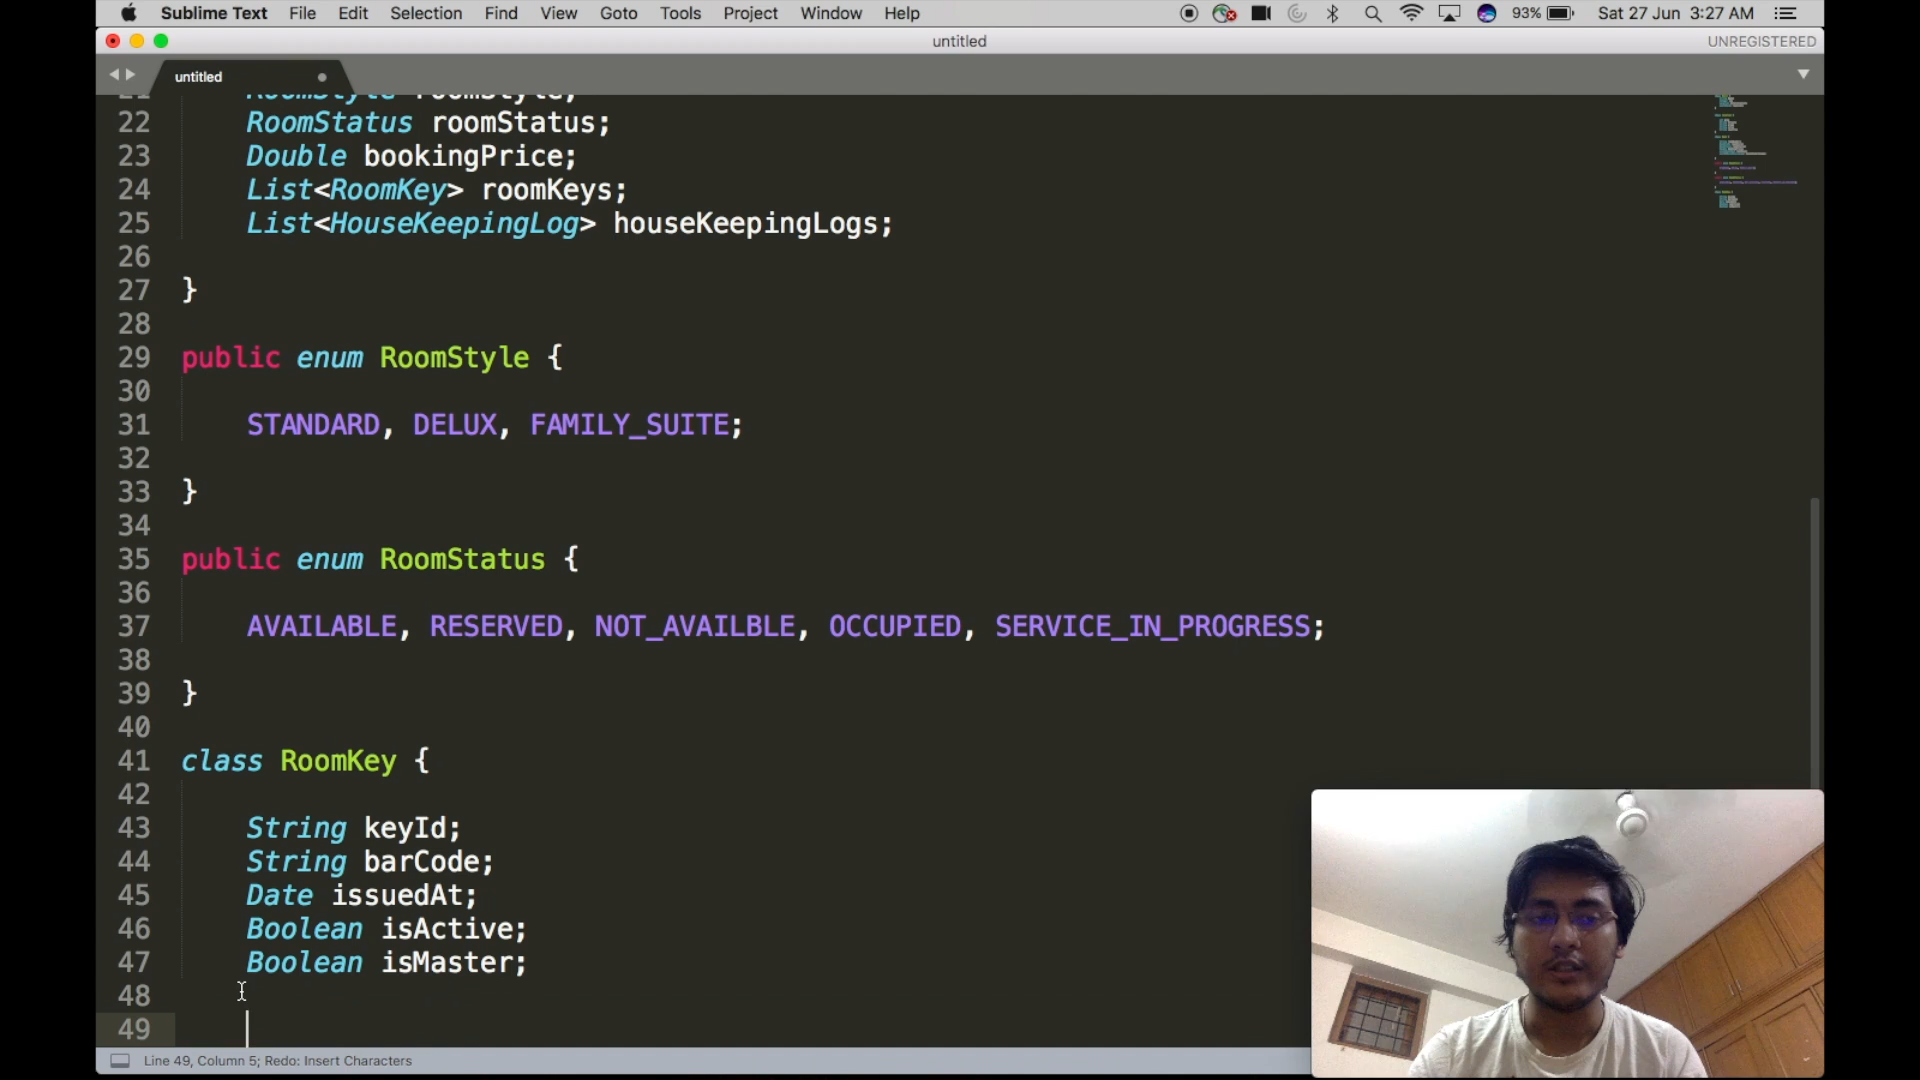 Sublime Text File Edit Selection Find View Goto Tools Project Window Help 93% Sat 27 Jun 3:27 AM
untitled UNREGISTERED
untitled
21 RoomStyle roomStyle;
22 RoomStatus roomStatus;
23 Double bookingPrice;
24 List<RoomKey> roomKeys;
25 List<HouseKeepingLog> houseKeepingLogs;
26
27 }
28
29 public enum RoomStyle {
30
31 STANDARD, DELUX, FAMILY_SUITE;
32
33 }
34
35 public enum RoomStatus {
36
37 AVAILABLE, RESERVED, NOT_AVAILBLE, OCCUPIED, SERVICE_IN_PROGRESS;
38
39 }
40
41 class RoomKey {
42
43 String keyId;
44 String barCode;
45 Date issuedAt;
46 Boolean isActive;
47 Boolean isMaster;
48
49
Line 49, Column 5; Redo: Insert Characters